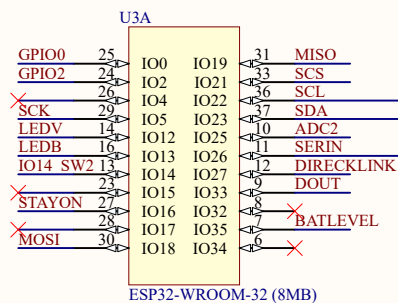 U3A
GPIO0 25 IO0 IO19 31 MISO
GPIO2 24 IO2 IO21 33 SCS
26 IO4 IO22 36 SCL
SCK 29 IO5 IO23 37 SDA
LEDV 14 IO12 IO25 10 ADC2
LEDB 16 IO13 IO26 11 SERIN
IO14_SW2 13 IO14 IO27 12 DIRECKLINK
23 IO15 IO33 9 DOUT
STAYON 27 IO16 IO32 8
28 IO17 IO35 7 BATLEVEL
MOSI 30 IO18 IO34 6
ESP32-WROOM-32 (8MB)